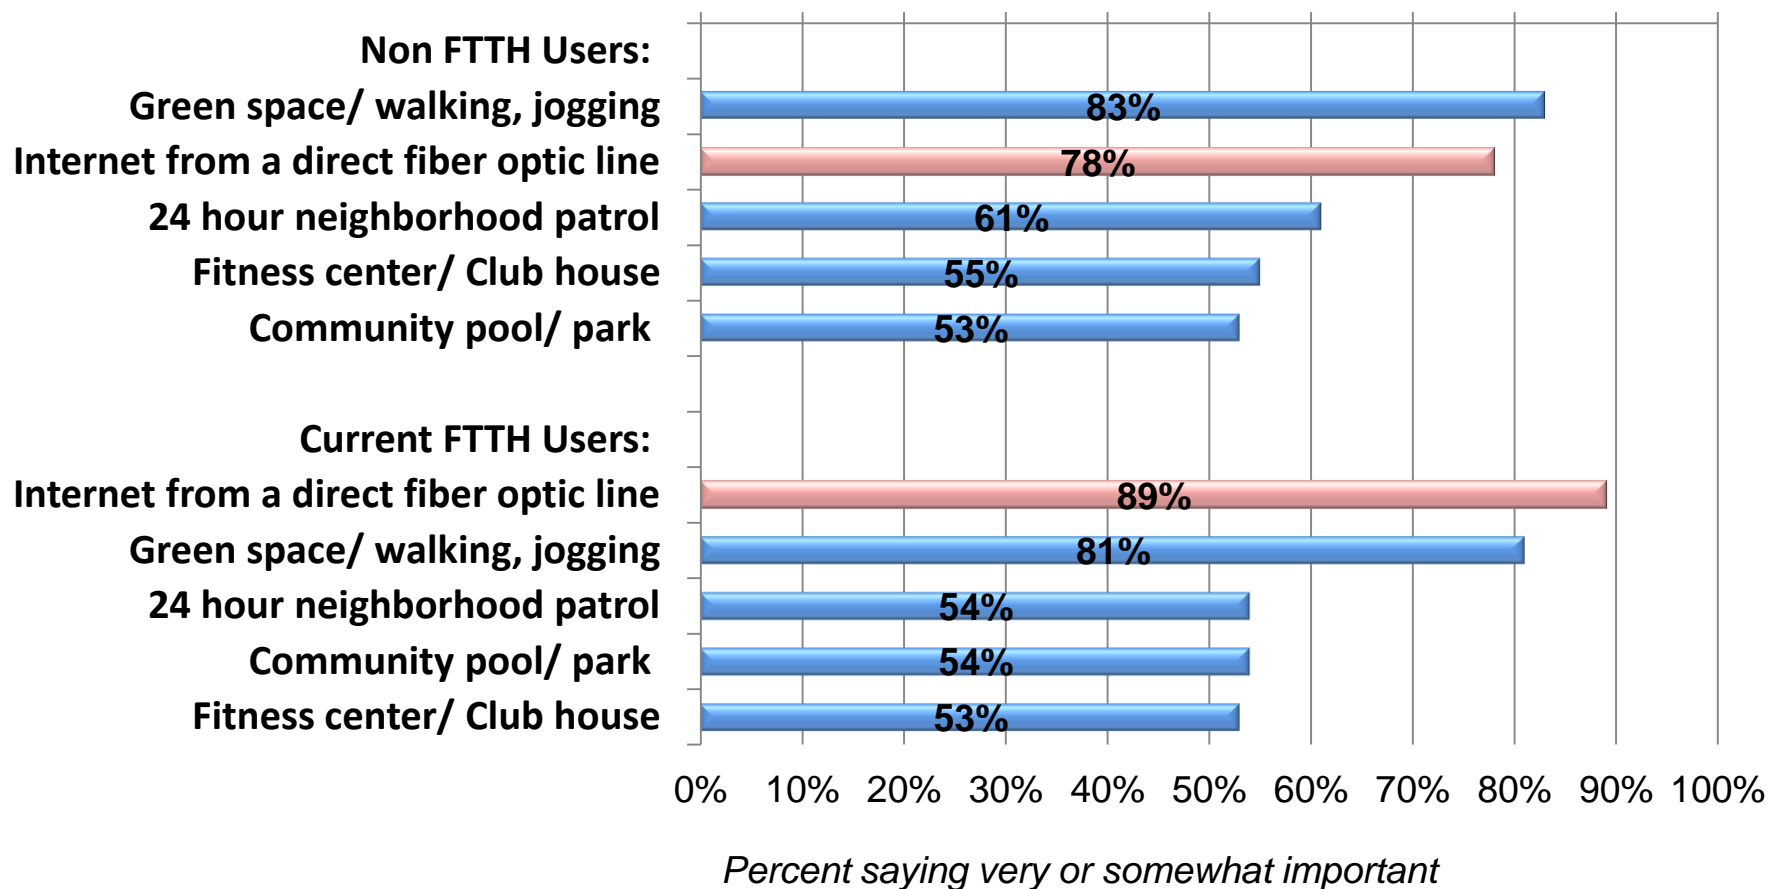 Non FTTH Users:
Green space/ walking, jogging 83%
Internet from a direct fiber optic line 78%
24 hour neighborhood patrol 61%
Fitness center/ Club house 55%
Community pool/ park 53%
Current FTTH Users:
Internet from a direct fiber optic line 89%
Green space/ walking, jogging 81%
24 hour neighborhood patrol 54%
Community pool/ park 54%
Fitness center/ Club house 53%
0% 10% 20% 30% 40% 50% 60% 70% 80% 90% 100%
Percent saying very or somewhat important